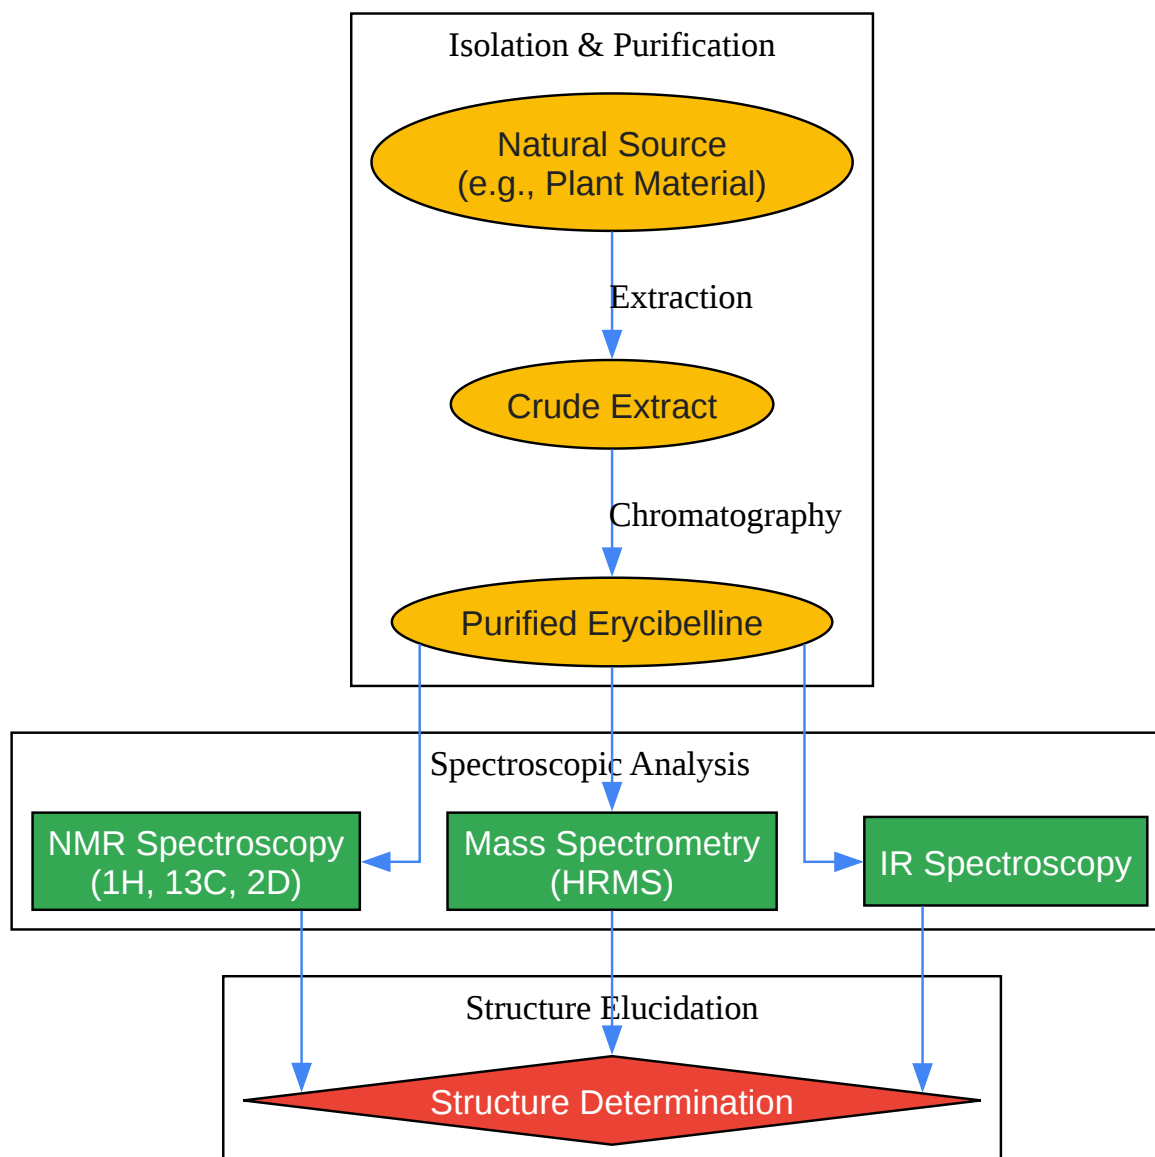 Isolation & Purification
Natural Source
(e.g., Plant Material)
Extraction
Crude Extract
Chromatography
Purified Erycibelline
Spectroscopic Analysis
NMR Spectroscopy
(1H, 13C, 2D)
Mass Spectrometry
(HRMS)
IR Spectroscopy
Structure Elucidation
Structure Determination